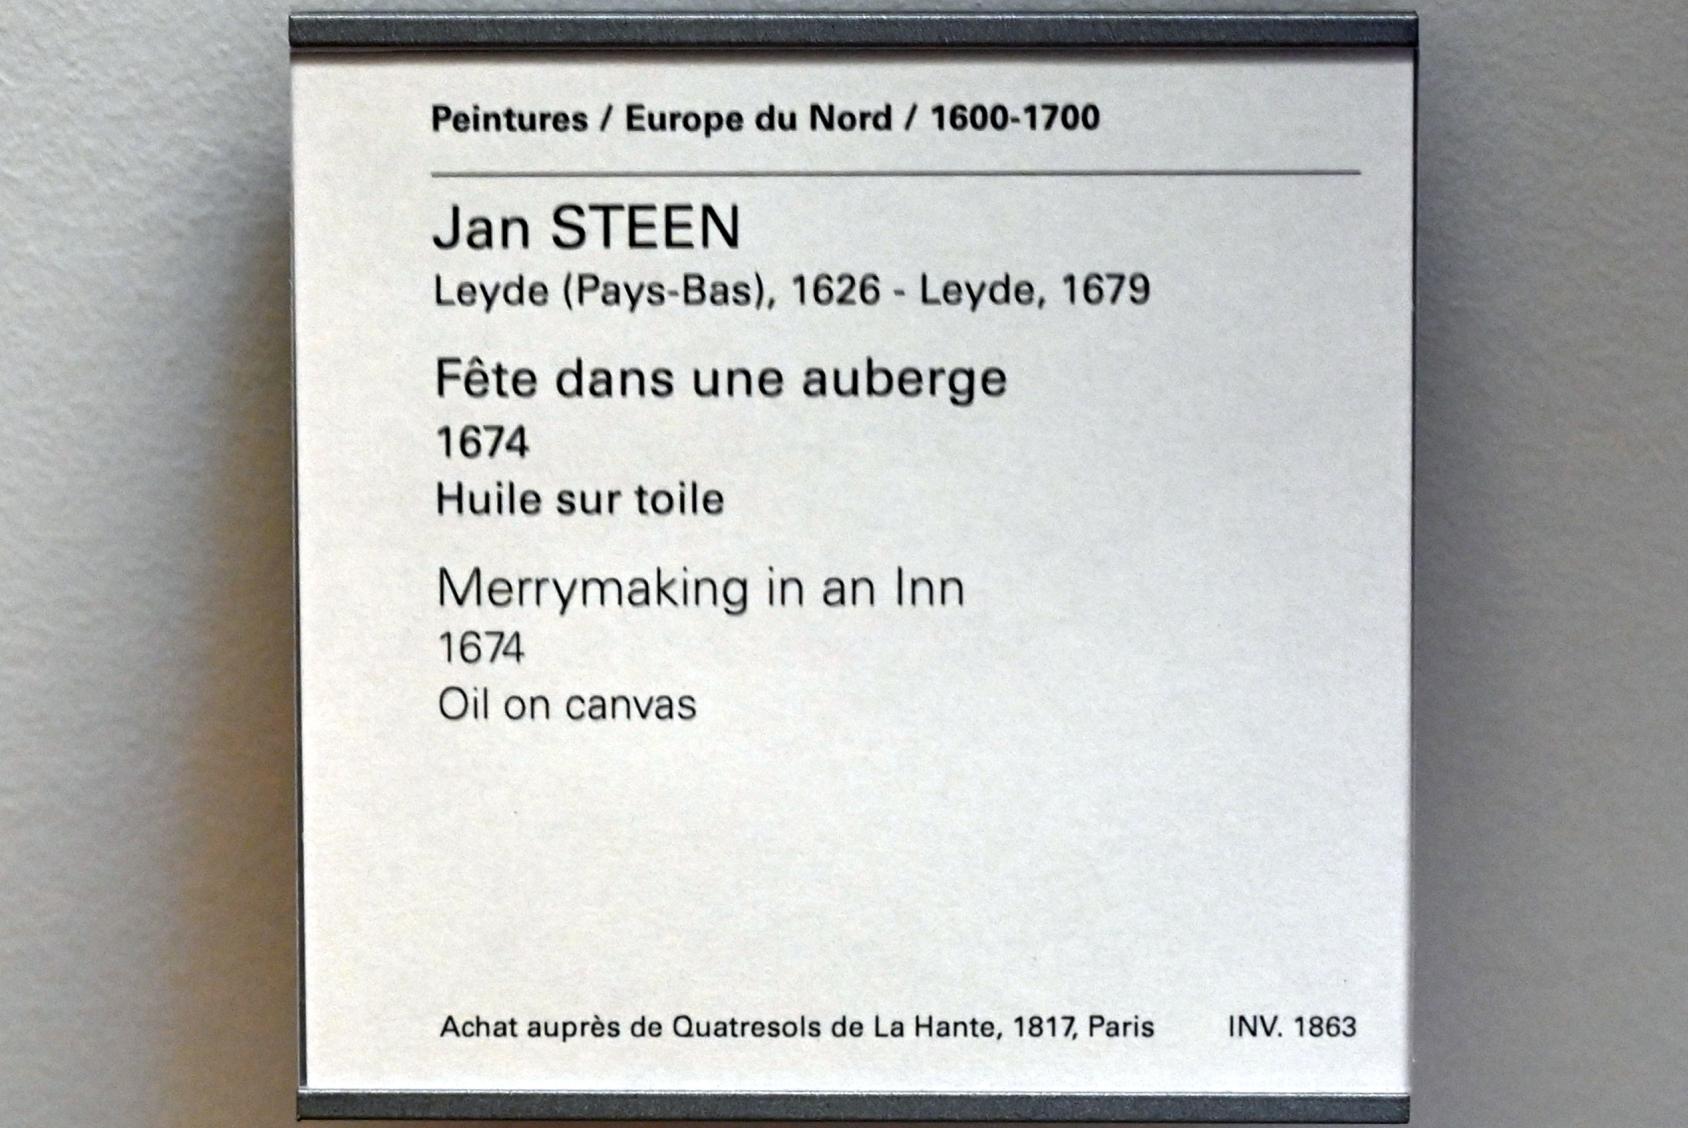 Peintures / Europe du Nord / 1600-1700
Jan STEEN
Leyde (Pays-Bas), 1626 - Leyde, 1679
Fête dans une auberge
1674
Huile sur toile
Merrymaking in an Inn
1674
Oil on canvas
Achat auprès de Quatresols de La Hante, 1817, Paris INV. 1863